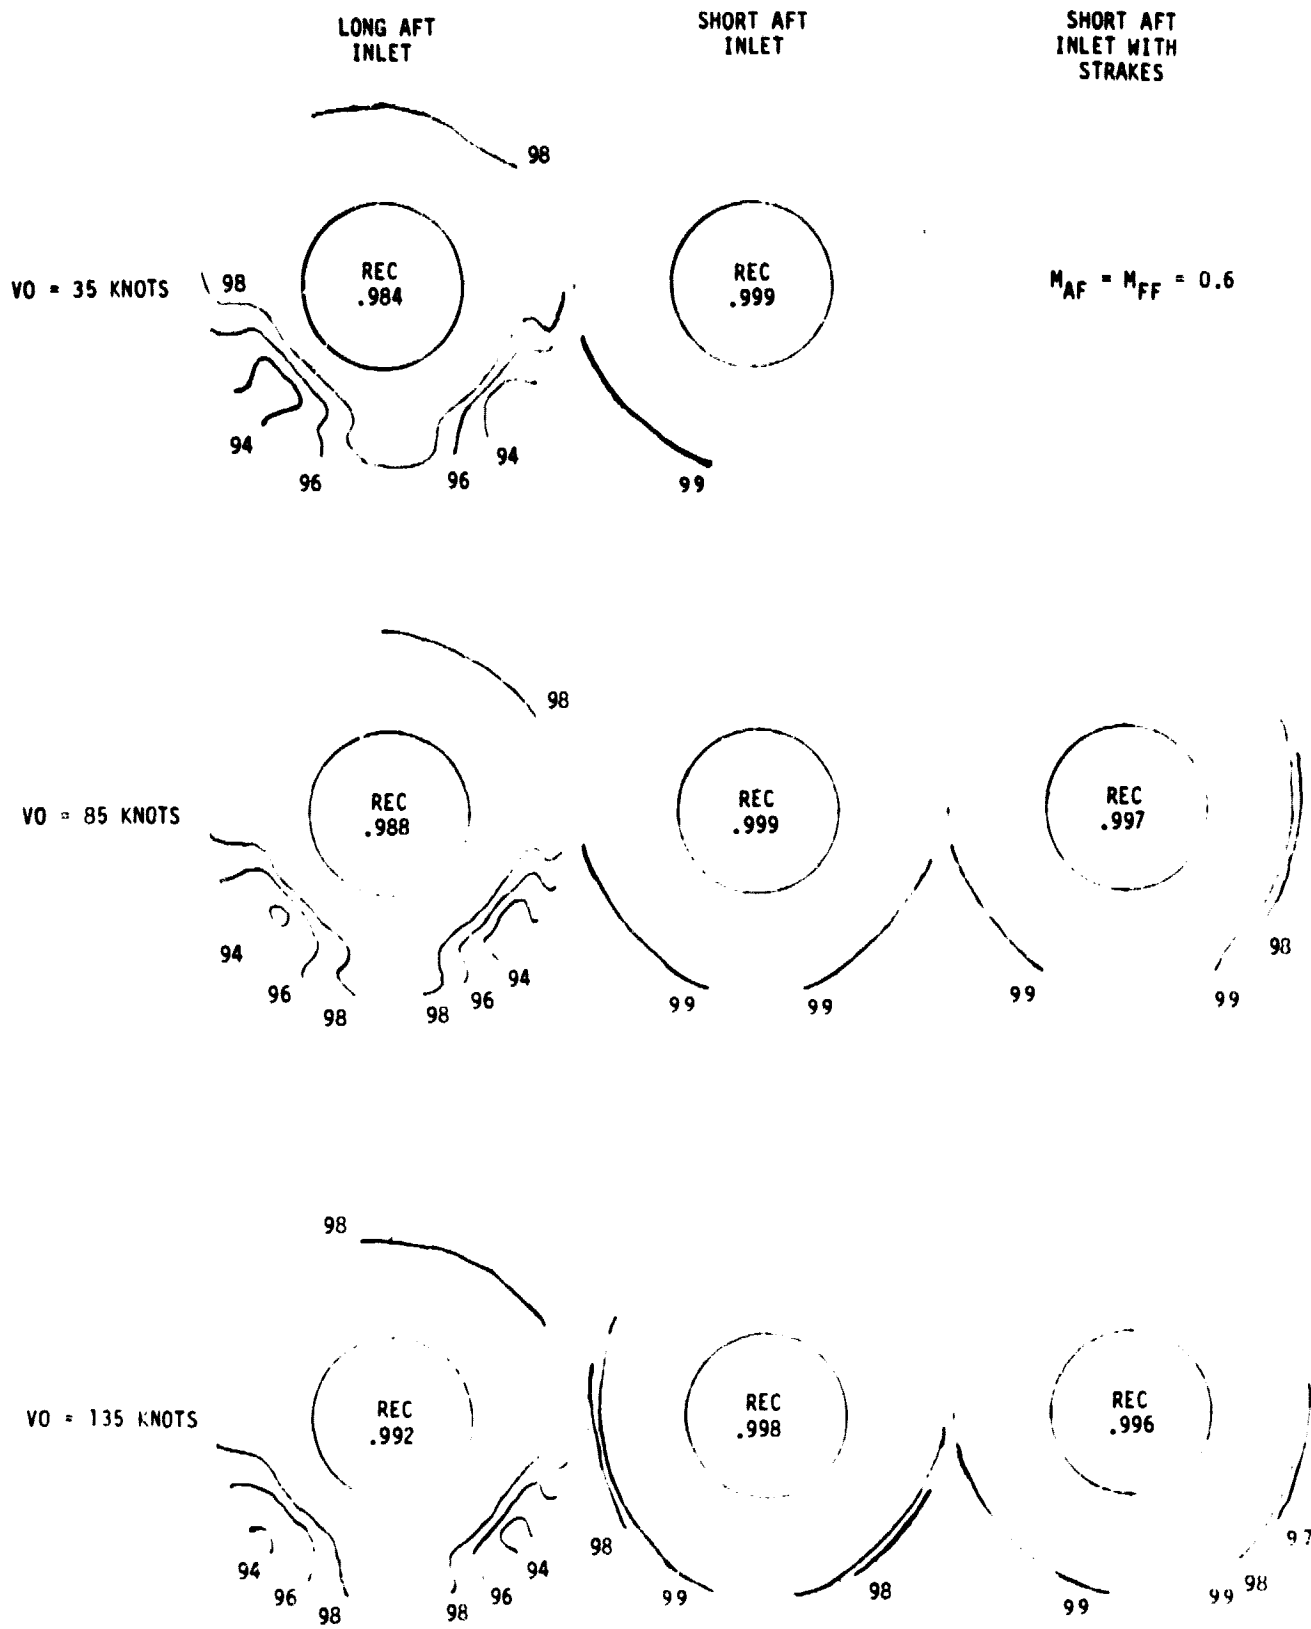 LONG AFT
INLET
SHORT AFT
INLET
SHORT AFT
INLET WITH
STRAKES
98
VO = 35 KNOTS
98
REC
.984
REC
.999
M_AF = M_FF = 0.6
94
96
96
94
99
98
VO = 85 KNOTS
REC
.988
REC
.999
REC
.997
94
96
98
98
96
94
99
99
99
99
98
98
VO = 135 KNOTS
REC
.992
REC
.998
REC
.996
94
96
98
98
96
94
98
99
98
99
99
98
97